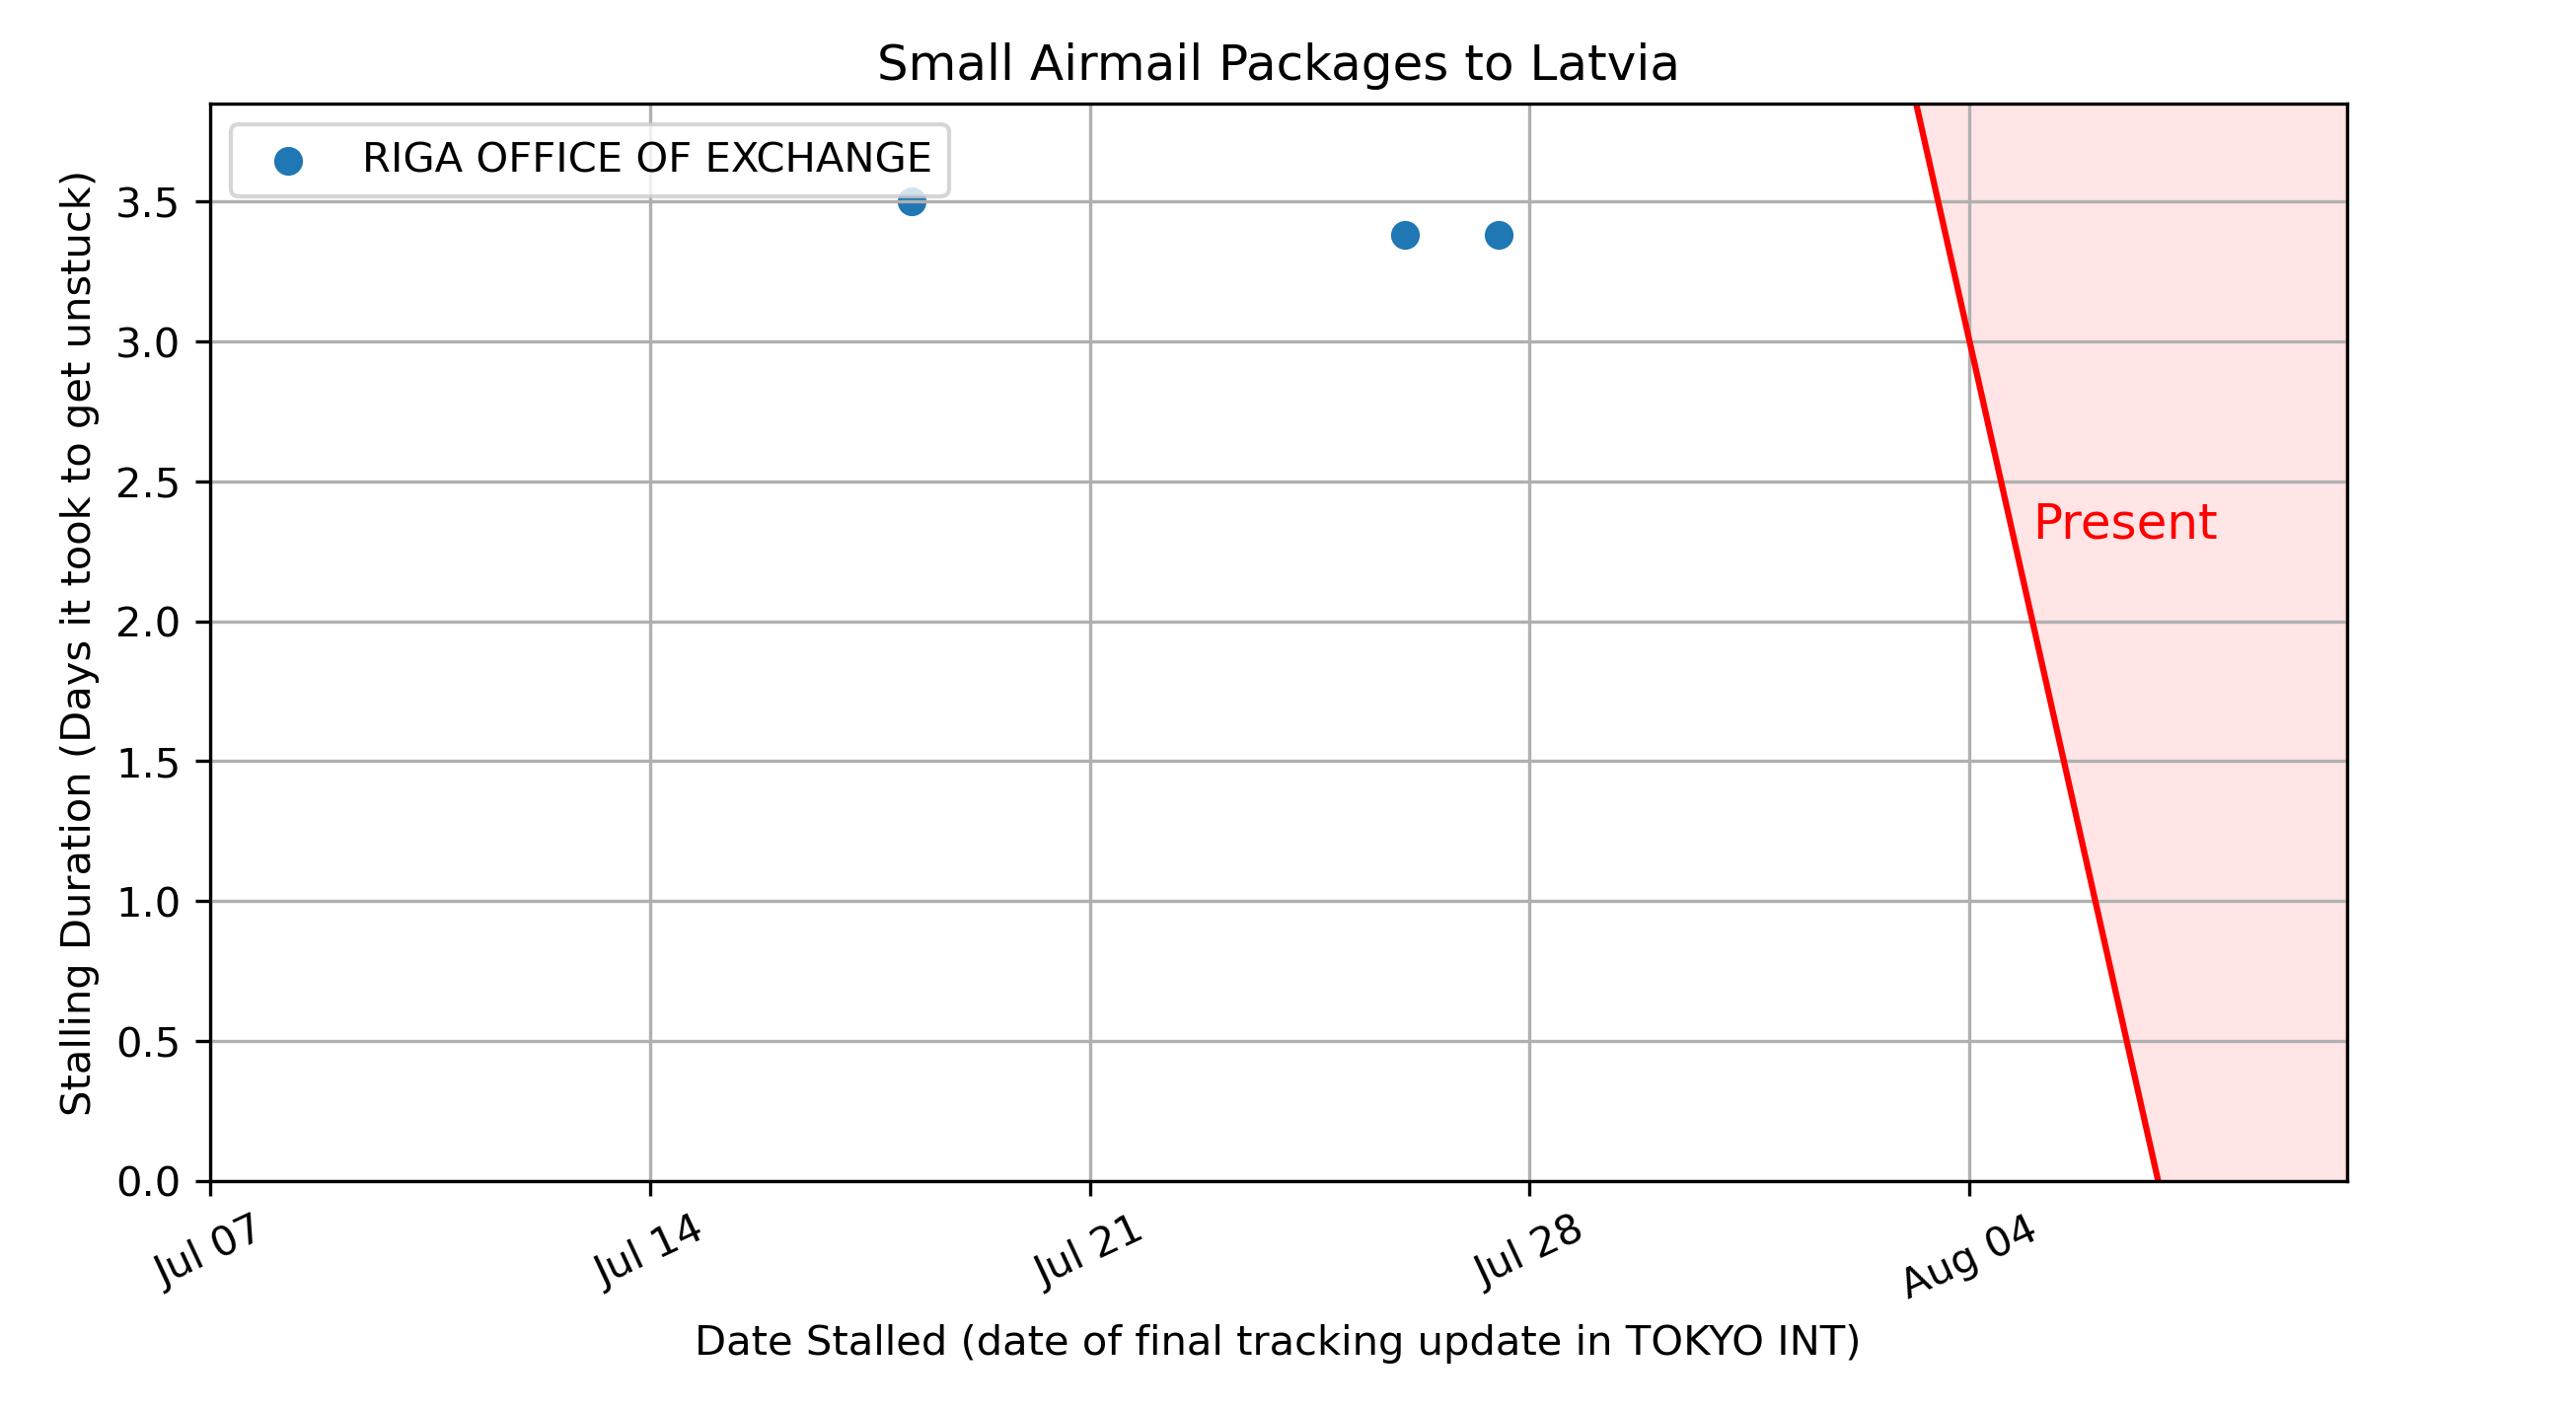 Small Airmail Packages to Latvia
RIGA OFFICE OF EXCHANGE
Stalling Duration (Days it took to get unstuck)
3.5
3.0
2.5
2.0
1.5
1.0
0.5
0.0
Present
Jul 07
Jul 14
Jul 21
Jul 28
Aug 04
Date Stalled (date of final tracking update in TOKYO INT)